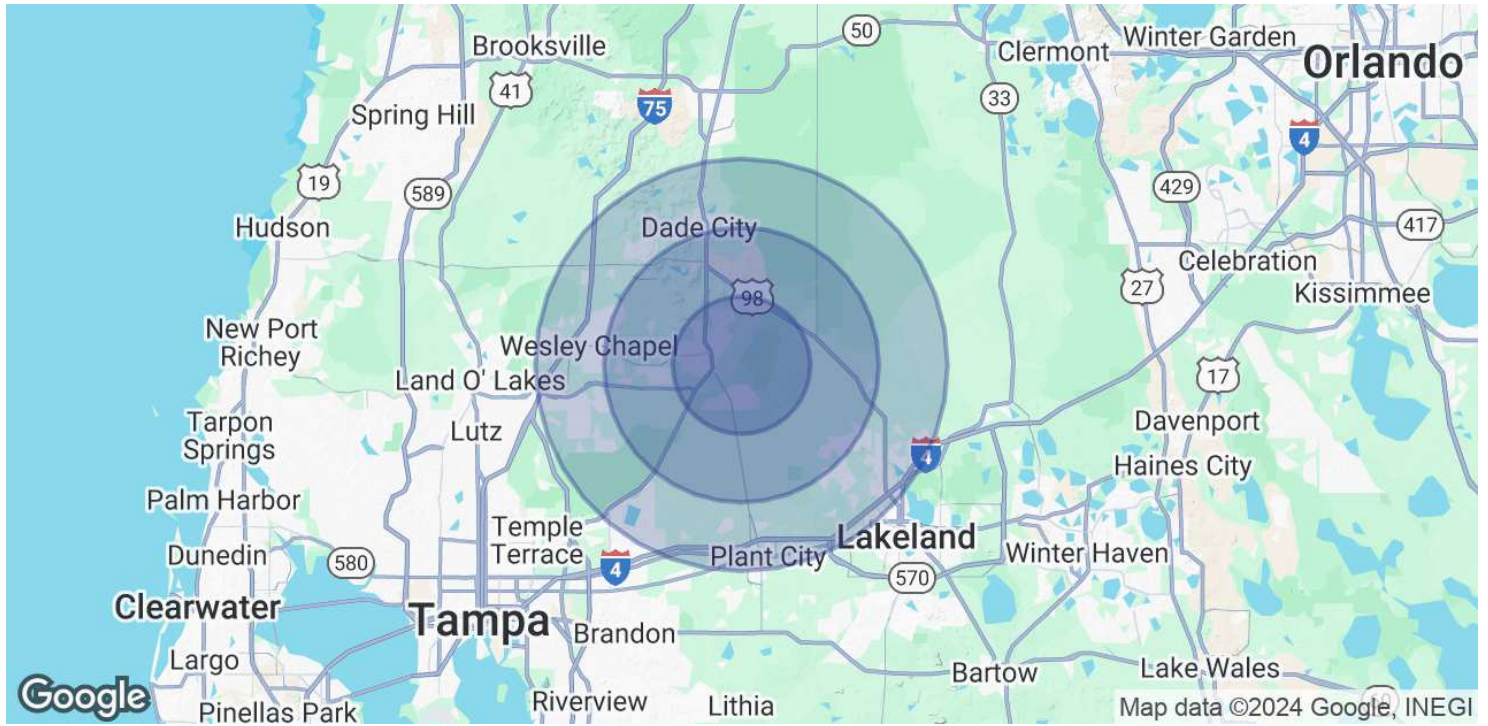 Brooksville
50
Clermont
Winter Garden
Orlando
41
75
33
Spring Hill
4
19
589
429
Hudson
Dade City
417
Celebration
98
27
Kissimmee
New Port
Richey
Wesley Chapel
Land O' Lakes
17
Tarpon
Springs
Lutz
Davenport
4
Haines City
Palm Harbor
Temple
Terrace
Lakeland
Dunedin
580
4
Plant City
Winter Haven
570
Clearwater
Tampa
Brandon
Largo
Bartow
Lake Wales
Google
Pinellas Park
Riverview
Lithia
60
Map data ©2024 Google, INEGI